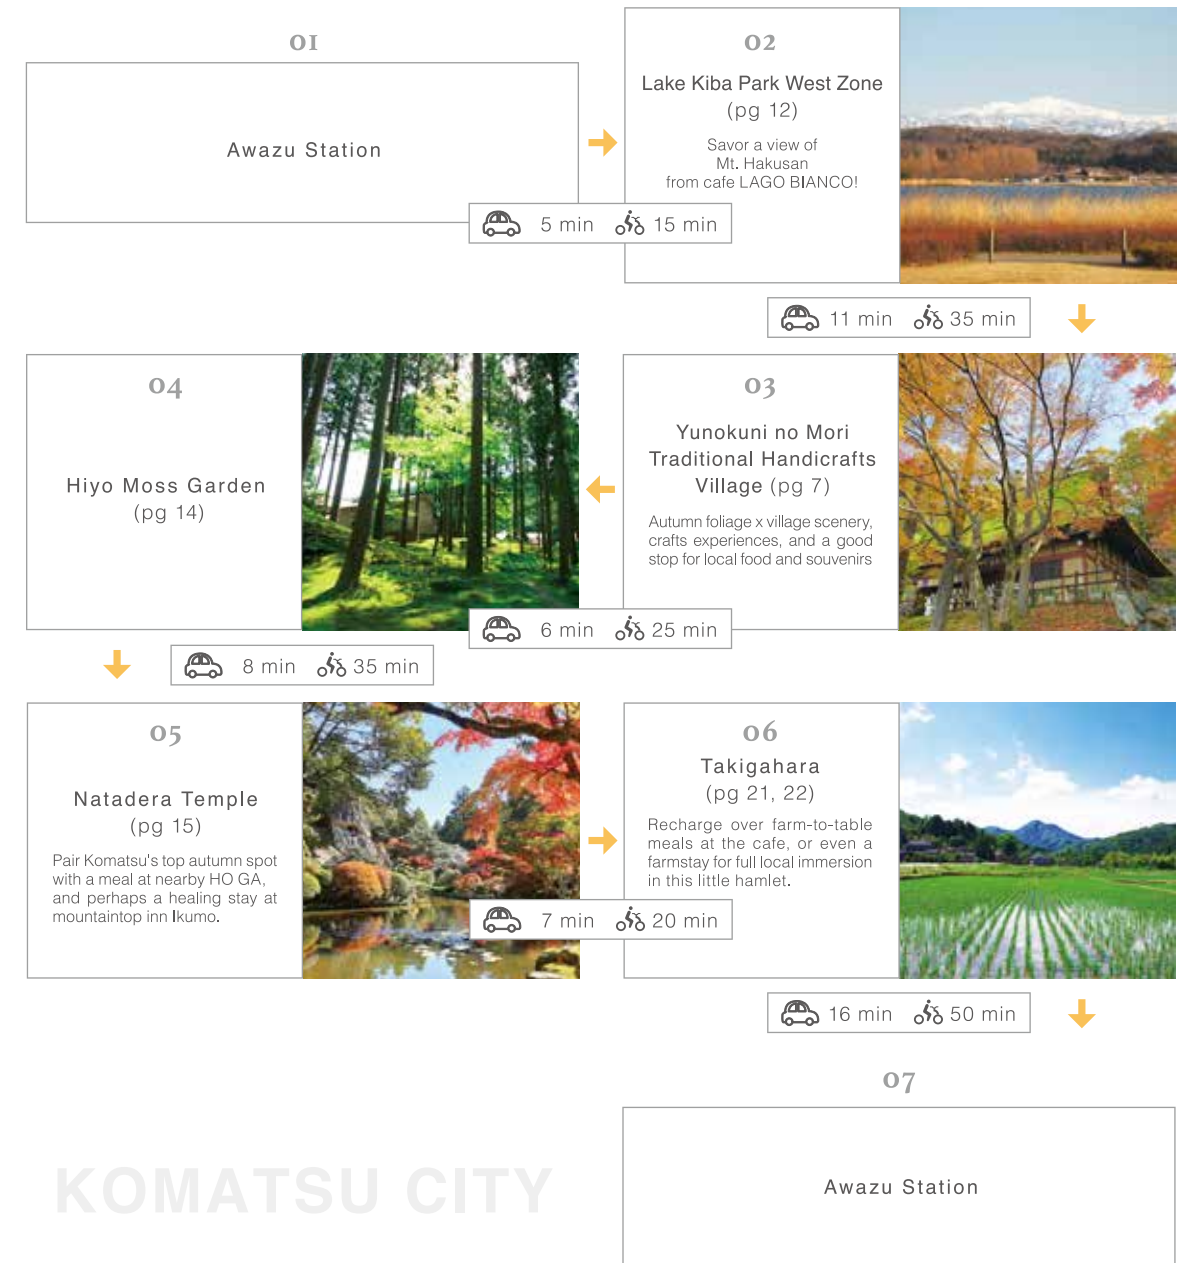 01
Awazu Station
5 min 15 min
02
Lake Kiba Park West Zone
(pg 12)
Savor a view of
Mt. Hakusan
from cafe LAGO BIANCO!
11 min 35 min
03
Yunokuni no Mori
Traditional Handicrafts
Village (pg 7)
Autumn foliage x village scenery,
crafts experiences, and a good
stop for local food and souvenirs
6 min 25 min
04
Hiyo Moss Garden
(pg 14)
8 min 35 min
05
Natadera Temple
(pg 15)
Pair Komatsu's top autumn spot
with a meal at nearby HO GA,
and perhaps a healing stay at
mountaintop inn Ikumo.
7 min 20 min
06
Takigahara
(pg 21, 22)
Recharge over farm-to-table
meals at the cafe, or even a
farmstay for full local immersion
in this little hamlet.
16 min 50 min
07
Awazu Station
KOMATSU CITY